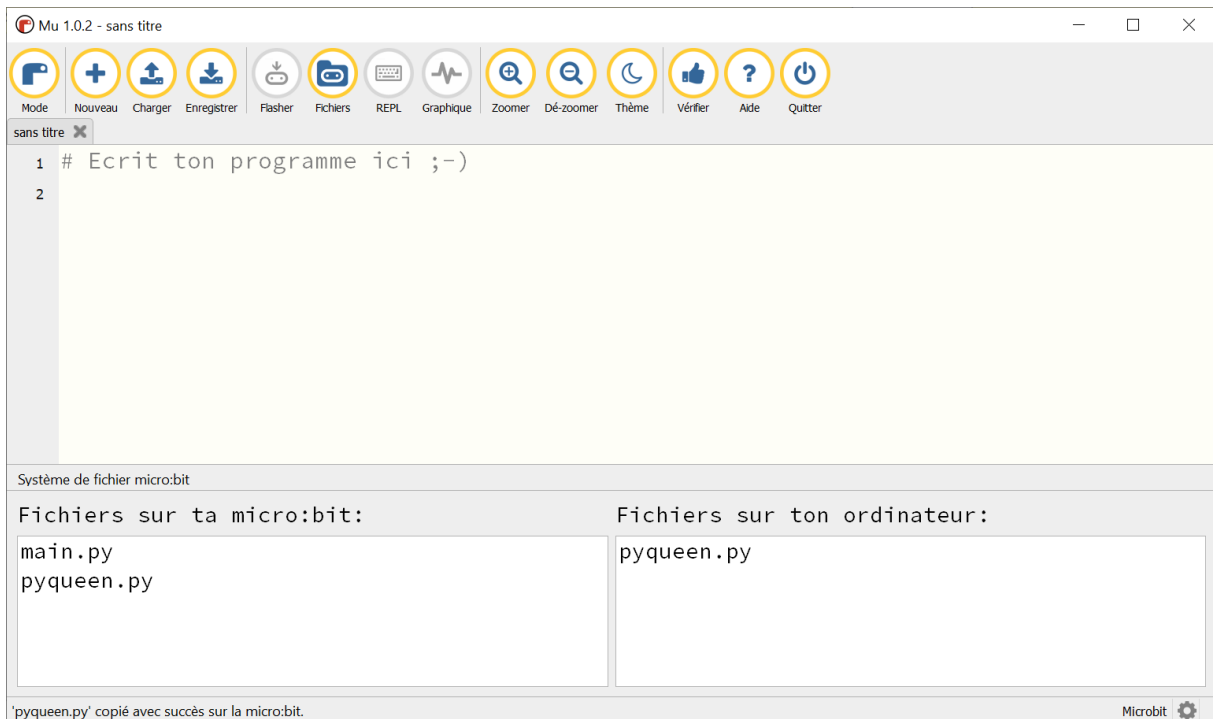 Mu 1.0.2 - sans titre
Mode Nouveau Charger Enregistrer Flasher Fichiers REPL Graphique Zoomer Dé-zoomer Thème Vérifier Aide Quitter
sans titre
1 # Ecrit ton programme ici ;-)
2
Système de fichier micro:bit
Fichiers sur ta micro:bit: Fichiers sur ton ordinateur:
main.py pyqueen.py
pyqueen.py
'pyqueen.py' copié avec succès sur la micro:bit. Microbit